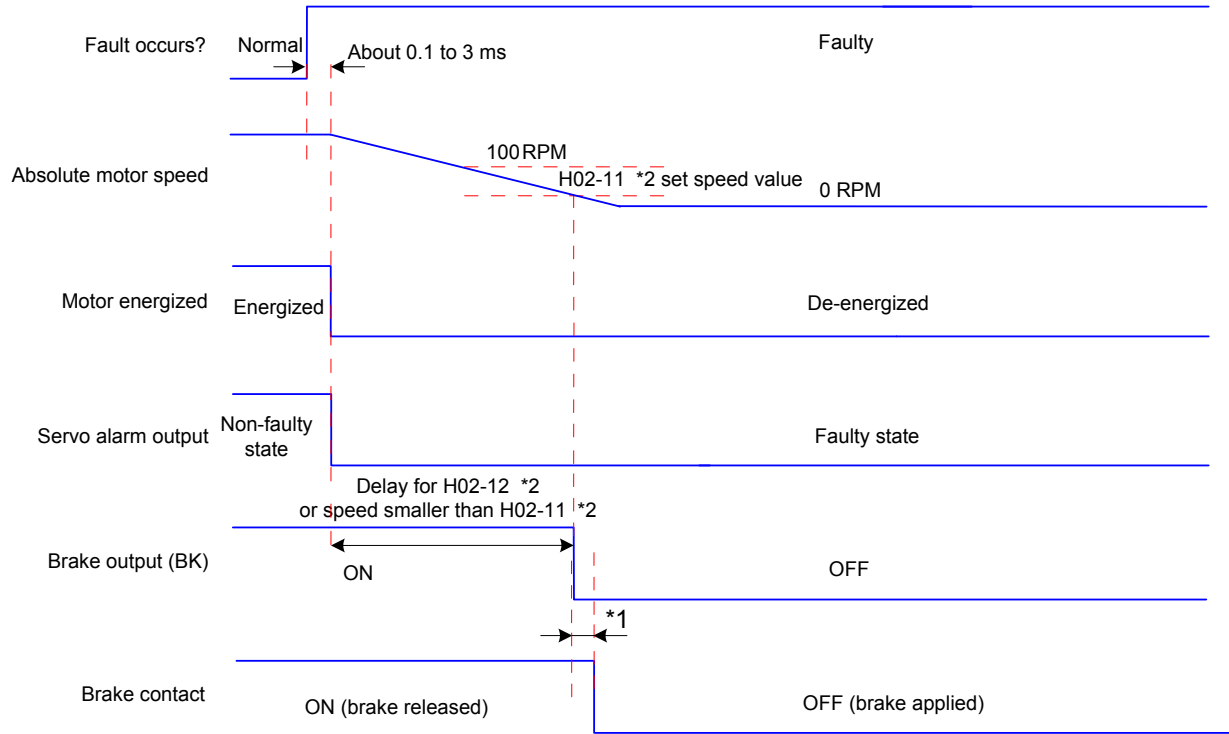 Fault occurs? Normal Faulty
About 0.1 to 3 ms
Absolute motor speed
100 RPM
H02-11 *2 set speed value
0 RPM
Motor energized Energized De-energized
Servo alarm output
Non-faulty
state
Faulty state
Delay for H02-12 *2
or speed smaller than H02-11 *2
Brake output (BK)
ON OFF
*1
Brake contact
ON (brake released) OFF (brake applied)